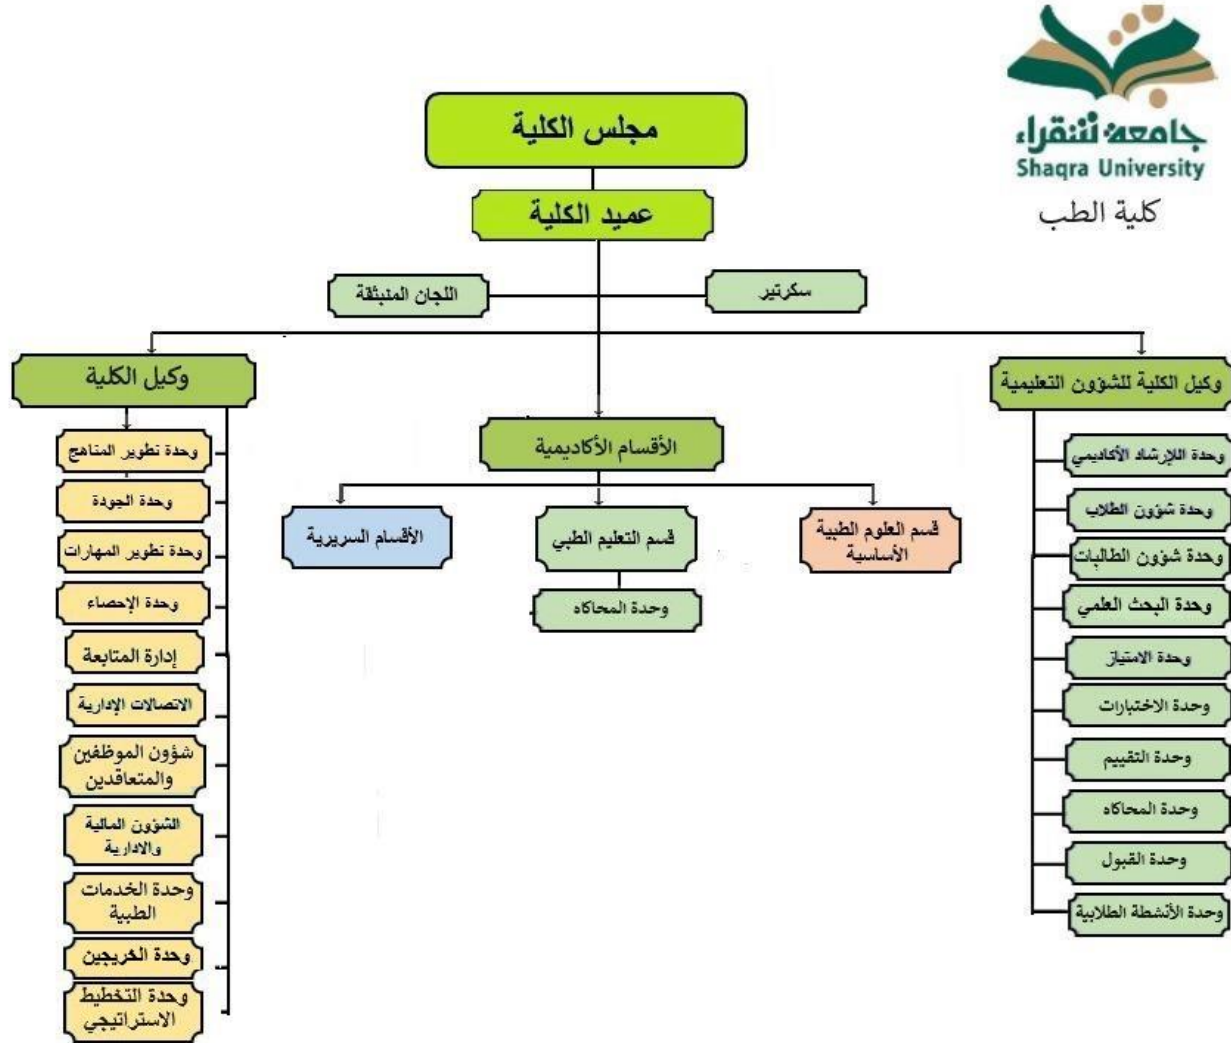 جامعة شقراء
Shaqra University
كلية الطب
مجلس الكلية
عميد الكلية
سكرتير
اللجان المنبثقة
وكيل الكلية للشؤون التعليمية
وحدة اللإرشاد الأكاديمي
وحدة شؤون الطلاب
وحدة شؤون الطالبات
وحدة البحث العلمي
وحدة الامتياز
وحدة الاختبارات
وحدة التقييم
وحدة المحاكاه
وحدة القبول
وحدة الأنشطة الطلابية
الأقسام الأكاديمية
قسم العلوم الطبية
الأساسية
قسم التعليم الطبي
وحدة المحاكاه
الأقسام السريرية
وكيل الكلية
وحدة تطوير المناهج
وحدة الجودة
وحدة تطوير المهارات
وحدة الإحصاء
إدارة المتابعة
الاتصالات الإدارية
شؤون الموظفين
والمتعاقدين
الشؤون المالية
والادارية
وحدة الخدمات
الطبية
وحدة الخريجين
وحدة التخطيط
الاستراتيجي